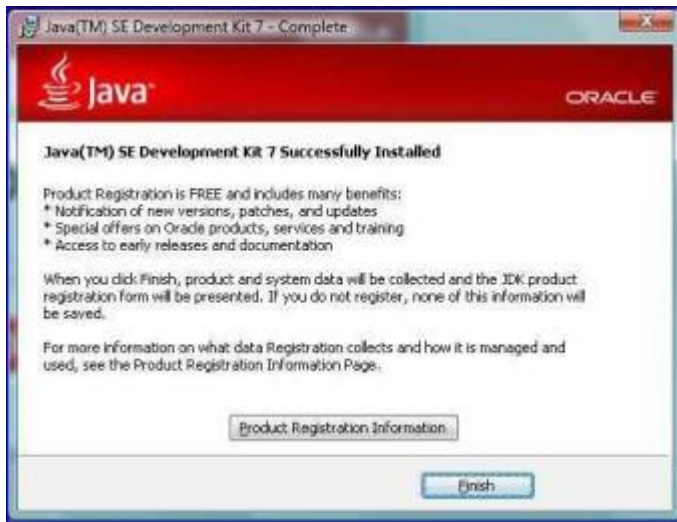 Java(TM) SE Development Kit 7 - Complete
Java
ORACLE
Java(TM) SE Development Kit 7 Successfully Installed
Product Registration is FREE and includes many benefits:
* Notification of new versions, patches, and updates
* Special offers on Oracle products, services and training
* Access to early releases and documentation
When you click Finish, product and system data will be collected and the JDK product
registration form will be presented. If you do not register, none of this information will
be saved.
For more information on what data Registration collects and how it is managed and
used, see the Product Registration Information Page.
Product Registration Information
Finish